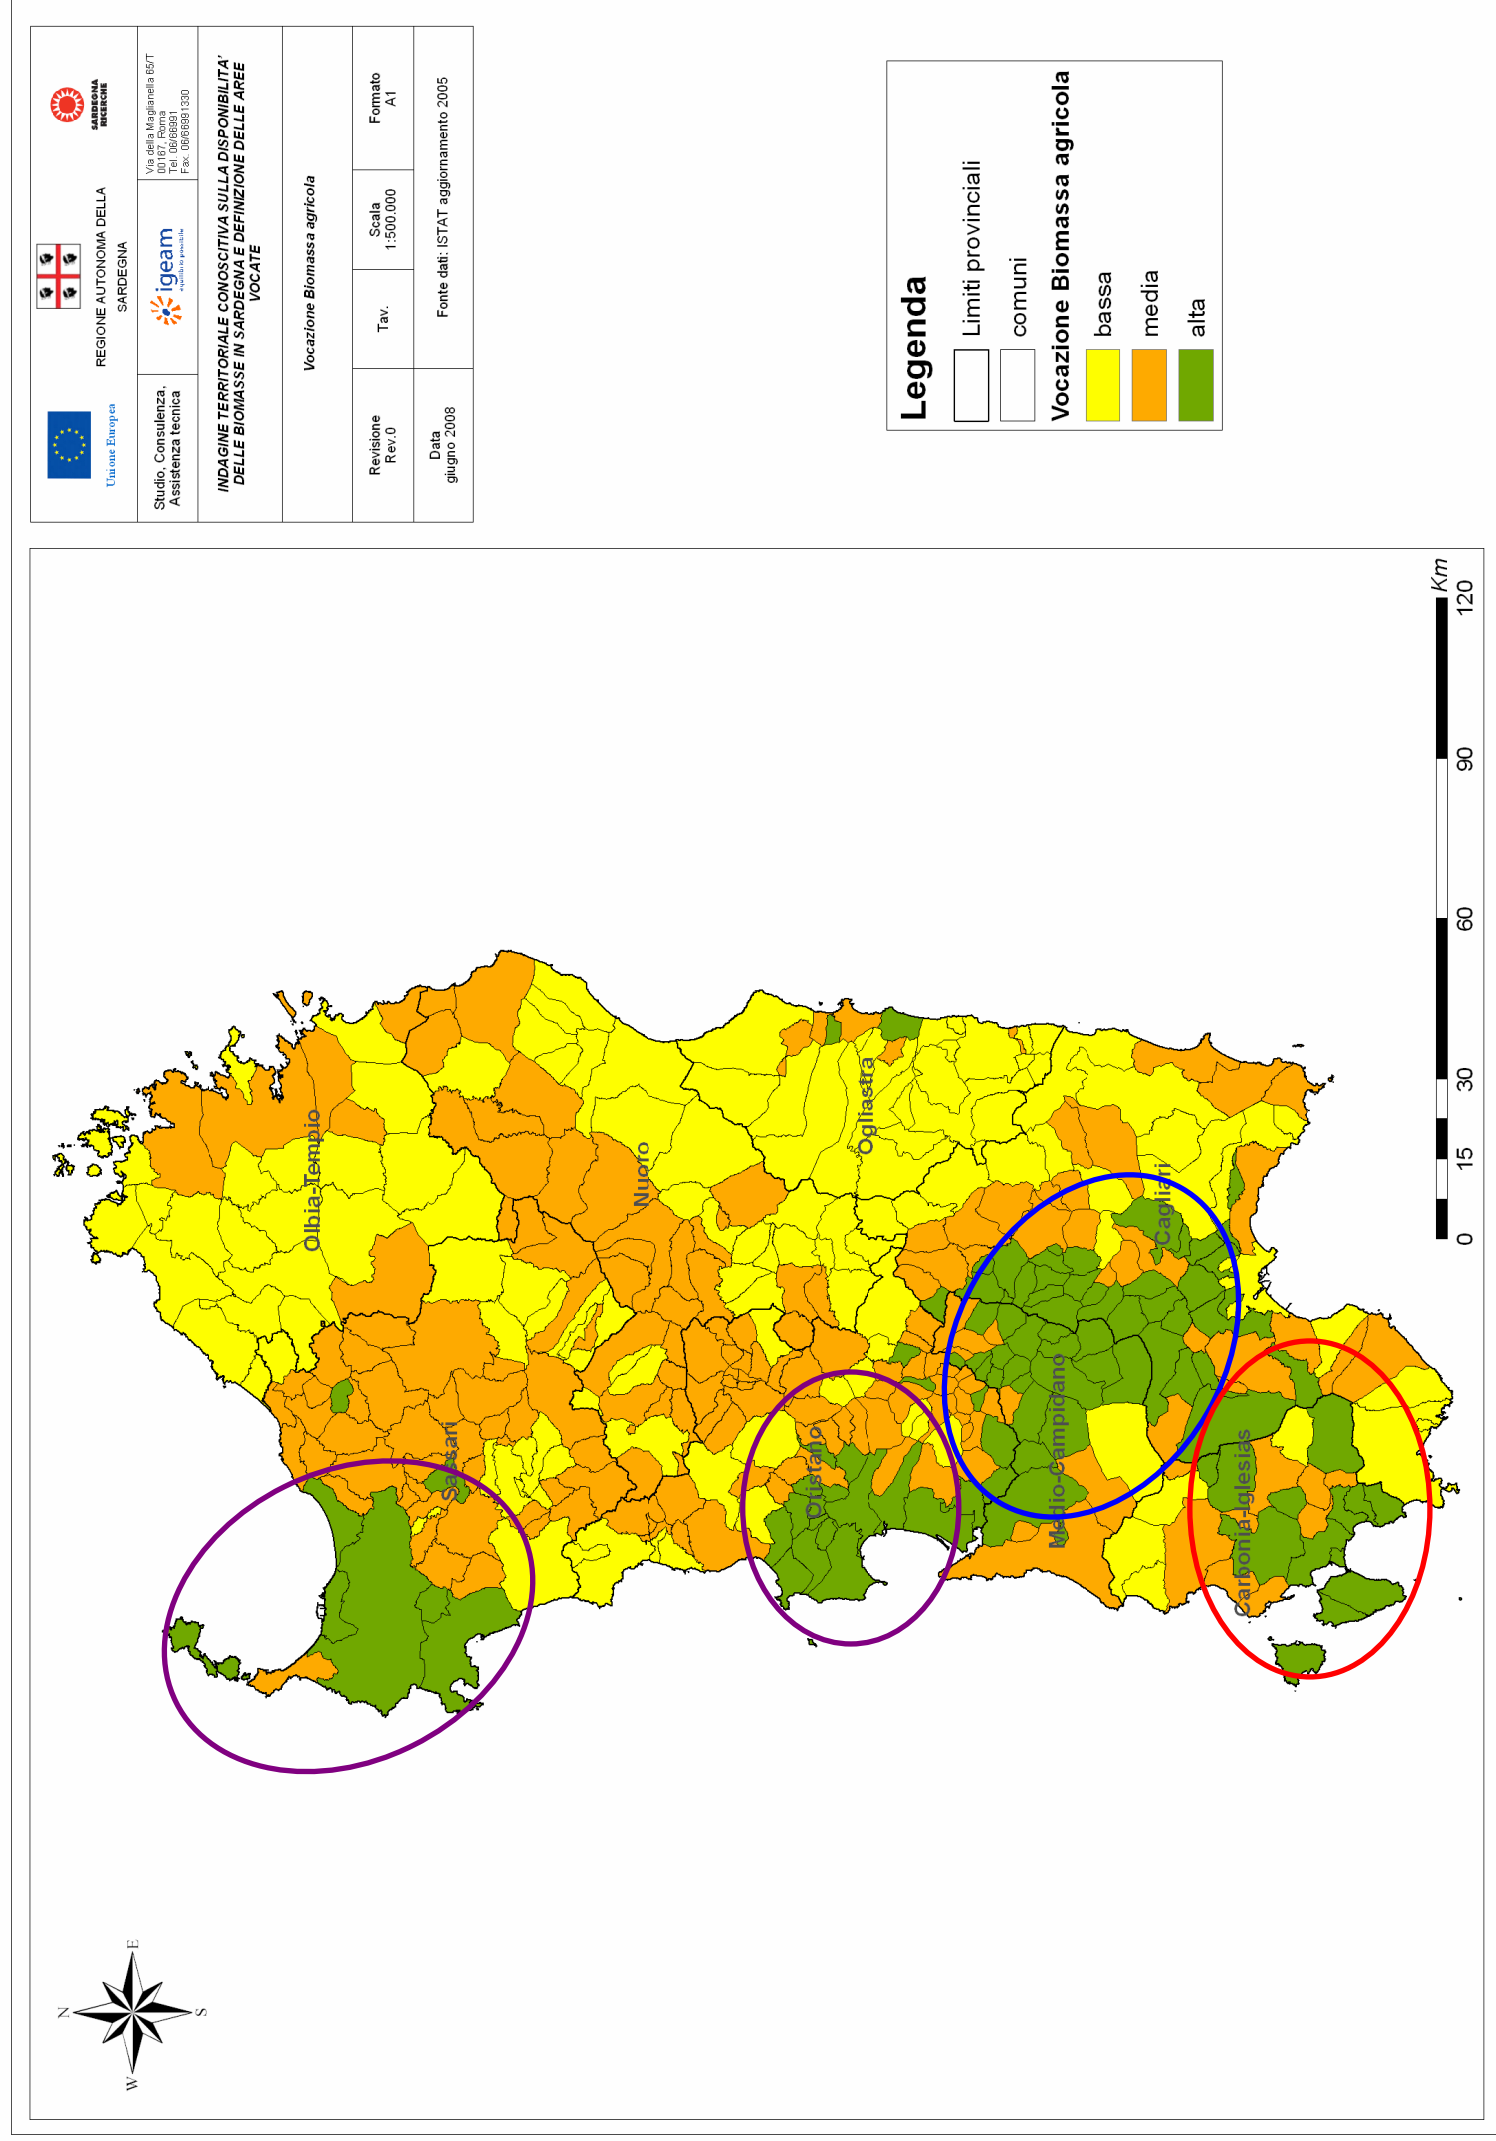 Unione Europea
REGIONE AUTONOMA DELLA
SARDEGNA
SARDEGNA
RICERCHE
Studio, Consulenza,
Assistenza tecnica
igeam
equilibrio possibile
Via della Maglianella 65/T
00167, Roma
Tel. 06/66991
Fax. 06/66991330
INDAGINE TERRITORIALE CONOSCITIVA SULLA DISPONIBILITA'
DELLE BIOMASSE IN SARDEGNA E DEFINIZIONE DELLE AREE
VOCATE
Vocazione Biomassa agricola
Revisione
Rev.0
Tav.
Scala
1:500.000
Formato
A1
Data
giugno 2008
Fonte dati: ISTAT aggiornamento 2005
Legenda
Limiti provinciali
comuni
Vocazione Biomassa agricola
bassa
media
alta
Olbia-Tempio
Sassari
Nuoro
Oristano
Ogliastra
Medio-Campidano
Cagliari
Carbonia-Iglesias
N
W
E
S
0
15
30
60
90
120
Km